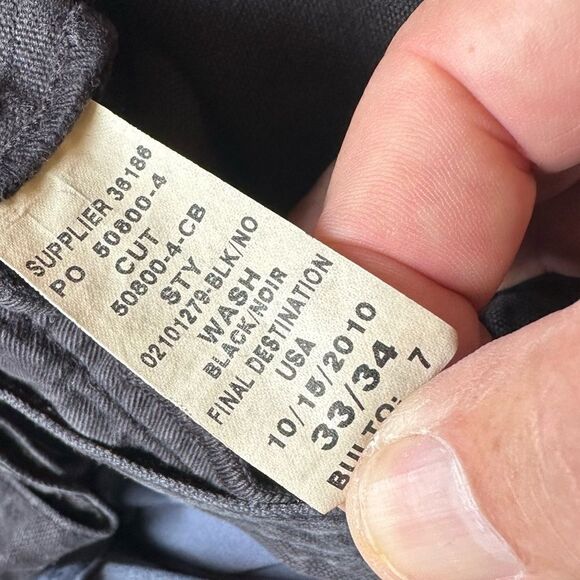 SUPPLIER 36186
PO 50800-4
CUT
50800-4-CB
STY
02101279-BLK/NO
WASH
BLACK/NOIR
FINAL DESTINATION
USA
10/15/2010
33/34
7